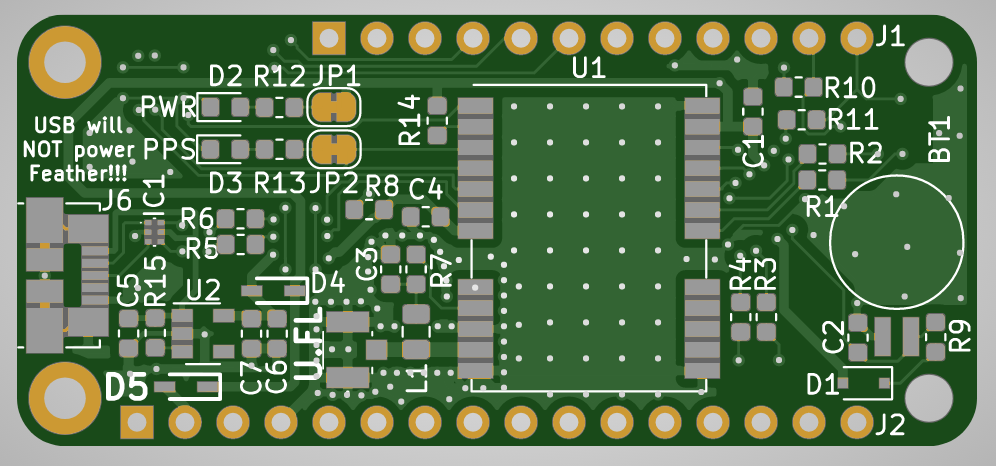 J1
U1
D2 R12 JP1
PWR
R14
R10
R11
C1
R2
BT1
USB will
NOT power
Feather!!!
PPS
D3 R13 JP2
R8 C4
R1
J6
IC1
R6
R5
C3
R7
R4
R3
C5
R15
U2
D4
U.FL
C2
R9
D5
C7
C6
L1
D1
J2